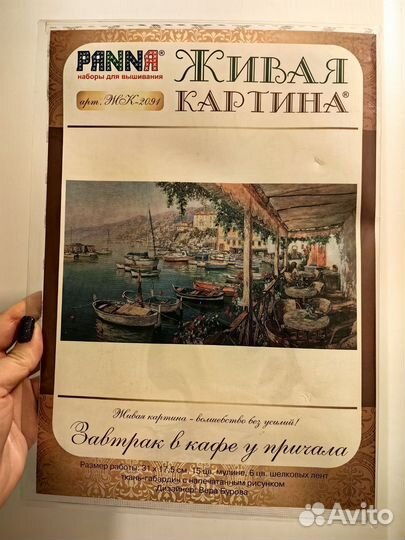 PANNA®
наборы для вышивания
арт. ЖК-2091
ЖИВАЯ
КАРТИНА®
Живая картина - волшебство без усилий!
Завтрак в кафе у причала
Размер работы: 31 х 17.5 см, 15 цв. мулине, 6 цв. шелковых лент
ткань-габардин с напечатанным рисунком
Дизайнер: Вера Бурова
Avito